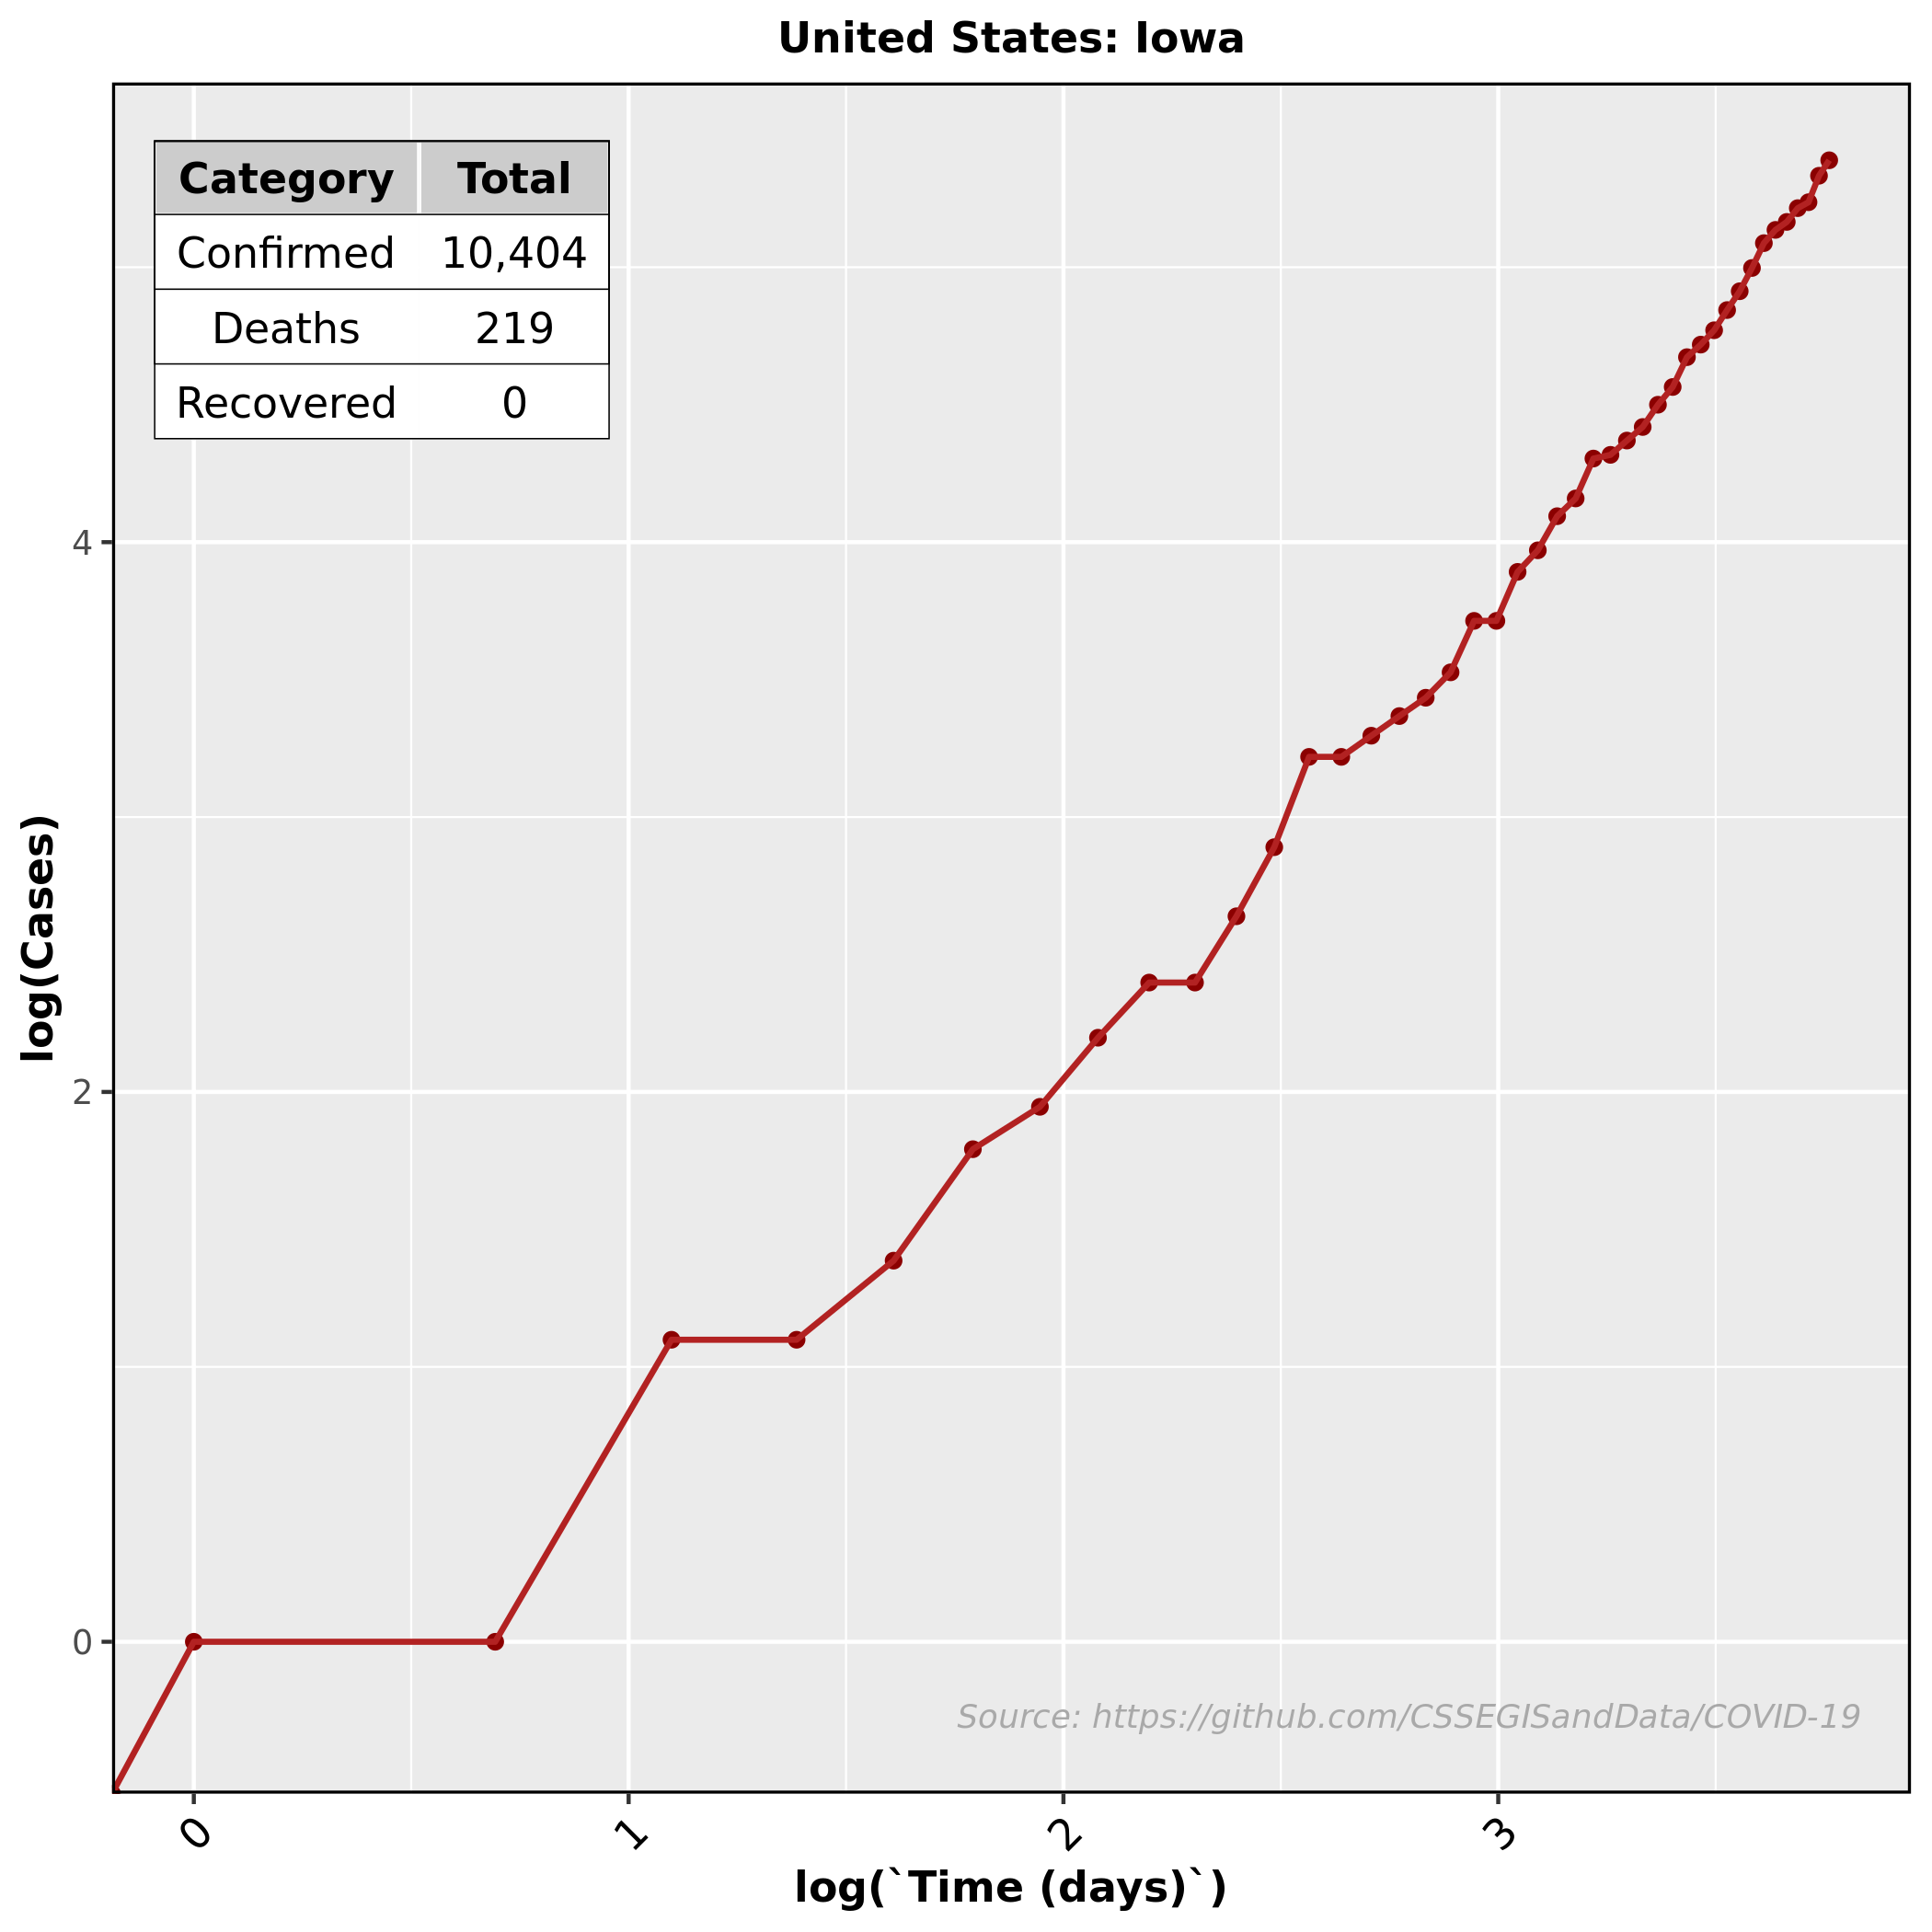 United States: Iowa
Category Total
Confirmed 10,404
Deaths 219
Recovered 0
4
2
0
log(Cases)
Source: https://github.com/CSSEGISandData/COVID-19
0 1 2 3
log(`Time (days)`)